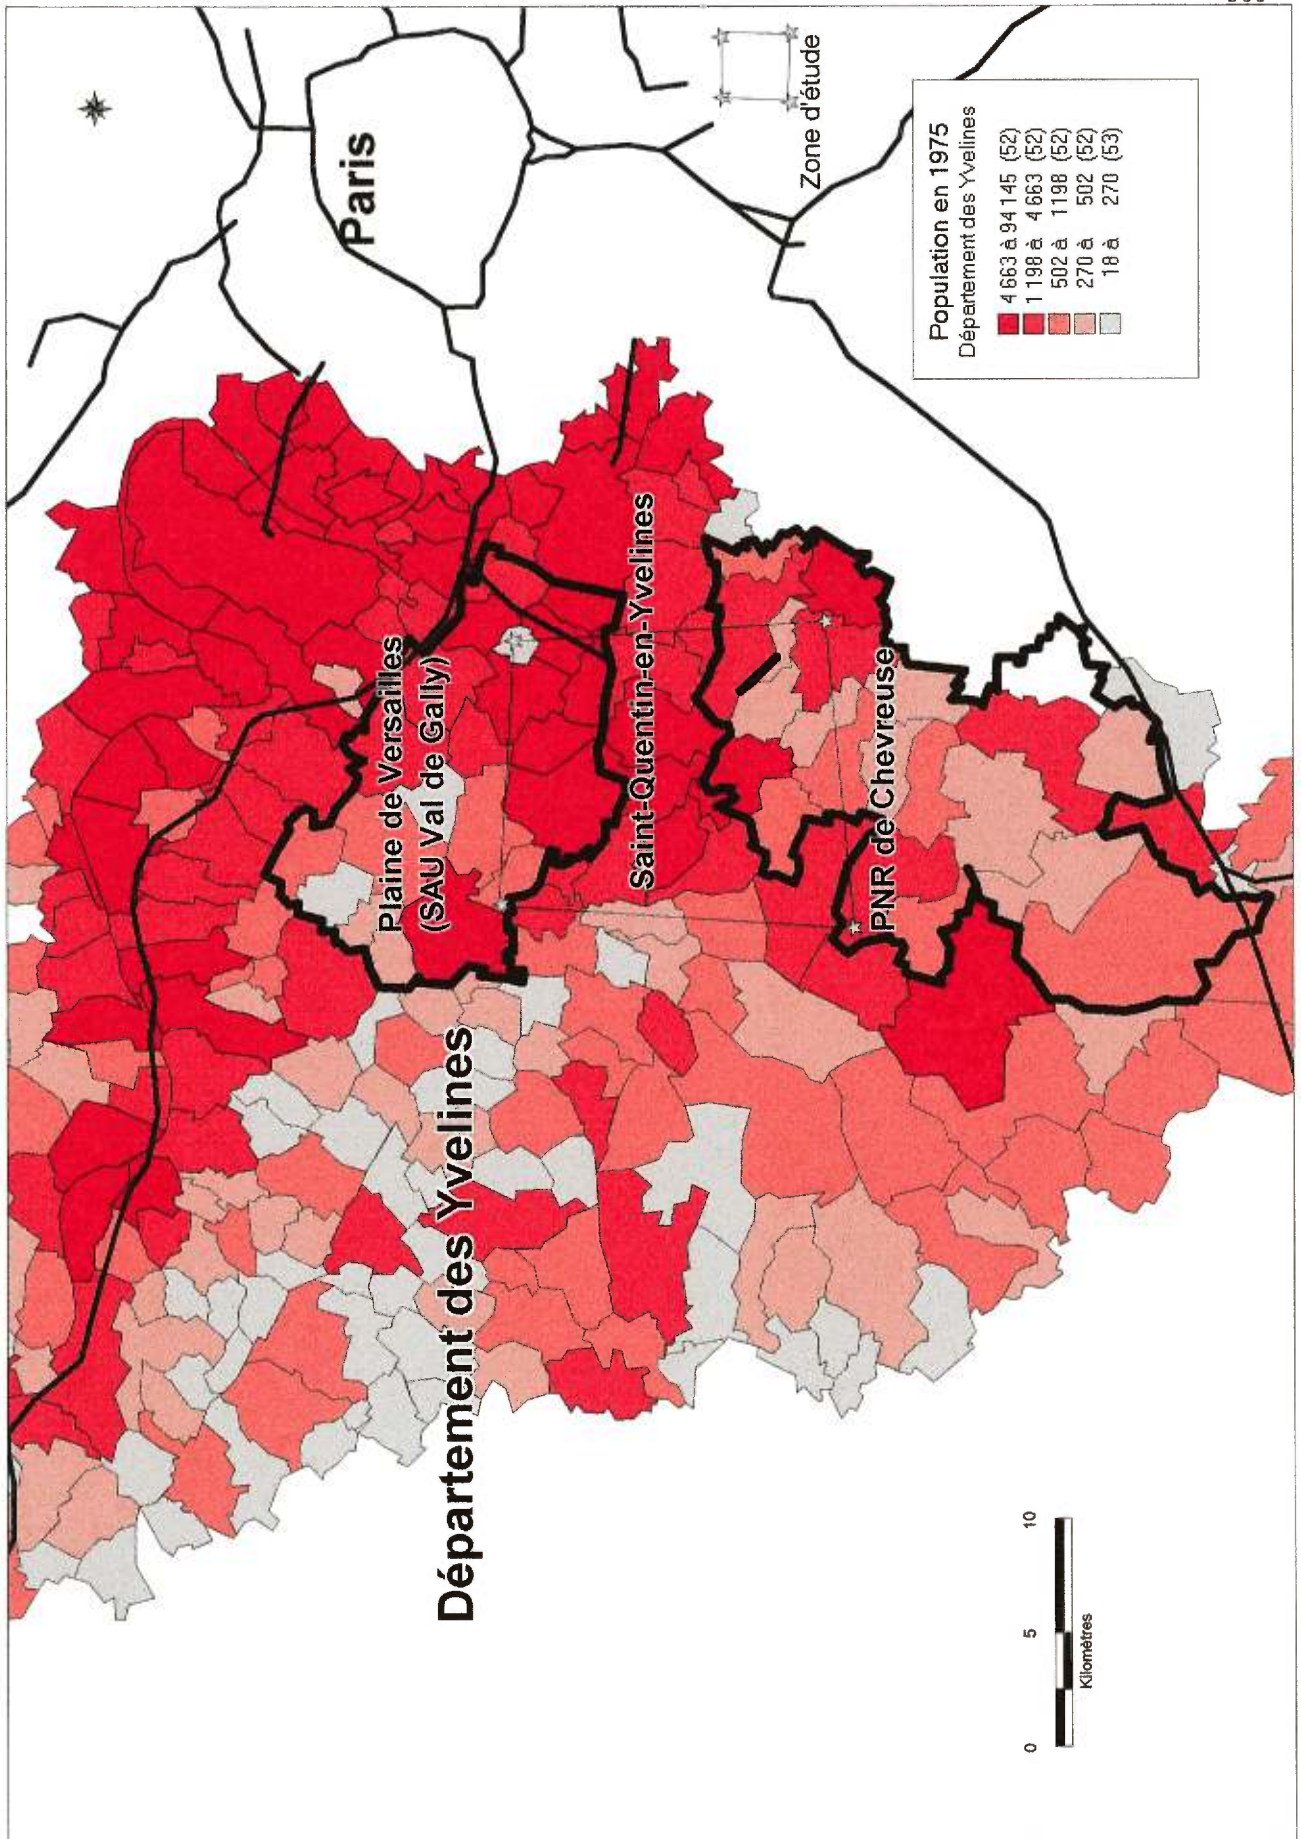 Paris
Zone d'étude
Plaine de Versailles
(SAU Val de Gally)
Saint-Quentin-en-Yvelines
PNR de Chevreuse
Département des Yvelines
Population en 1975
Département des Yvelines
4 663 à 94 145 (52)
1 198 à 4 663 (52)
502 à 1 198 (52)
270 à 502 (52)
18 à 270 (53)
0 5 10
Kilomètres